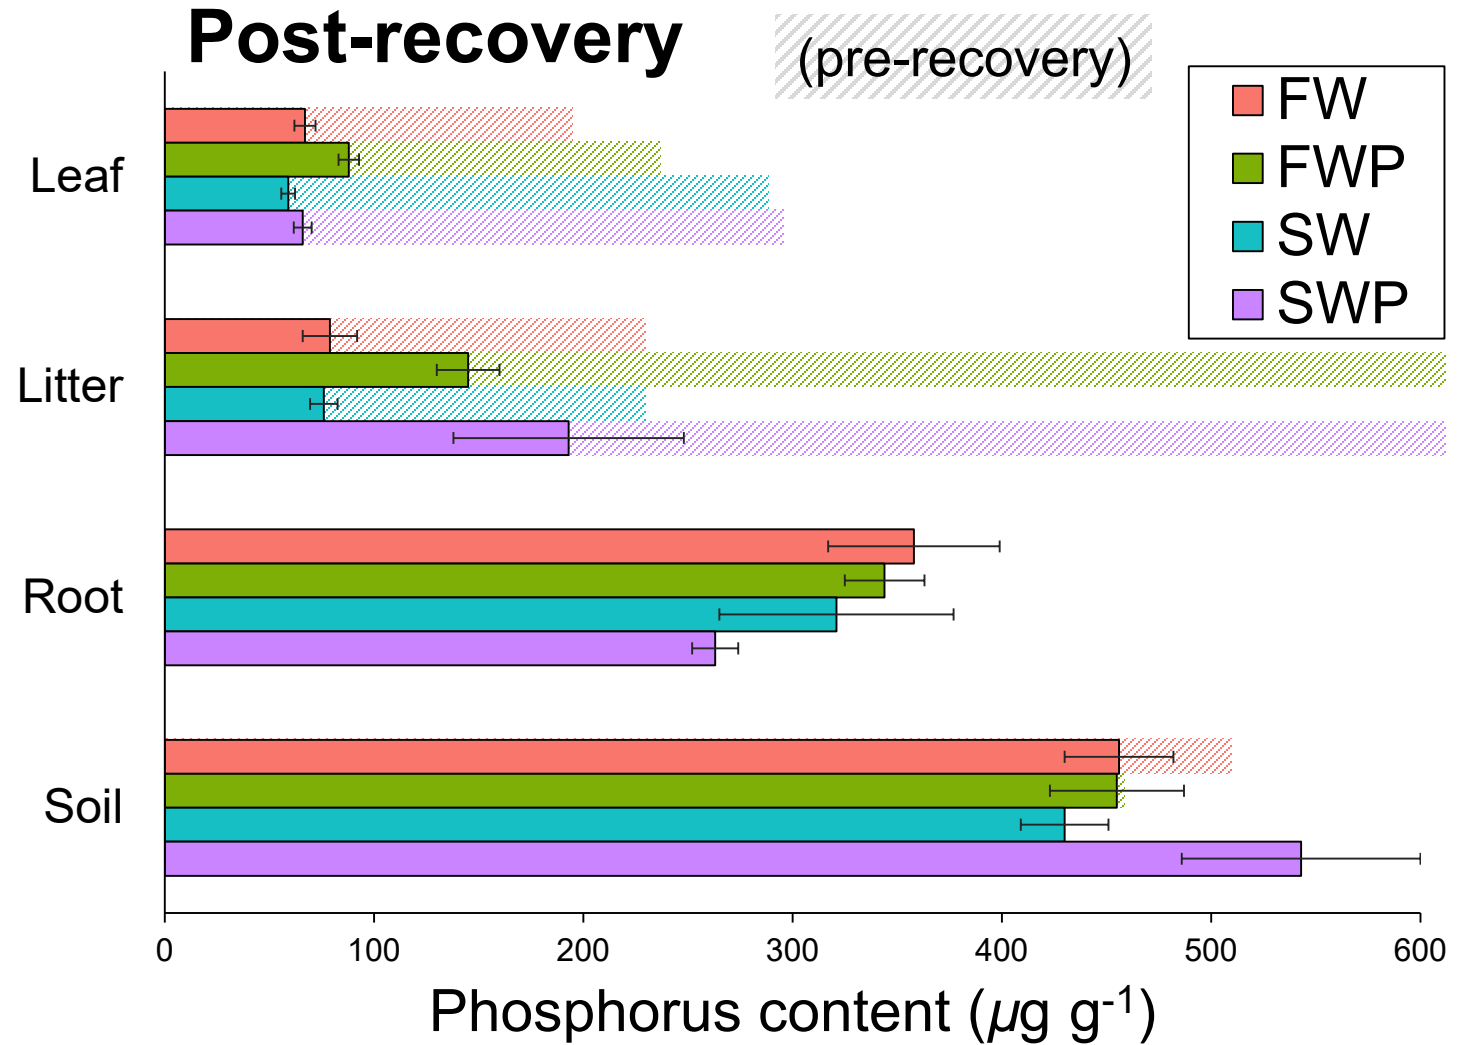 Post-recovery
(pre-recovery)
FW
FWP
SW
SWP
Leaf
Litter
Root
Soil
0 100 200 300 400 500 600
Phosphorus content (µg g⁻¹)